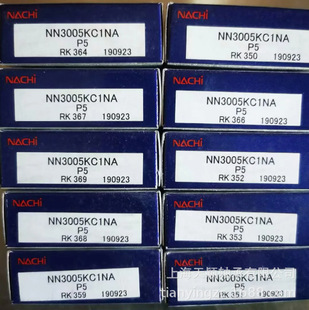 NACHI
NN3005KC1NA
P5
RK 364 190923
NACHI
NN3005KC1NA
P5
RK 350 190923
NACHI
NN3005KC1NA
P5
RK 367 190923
NACHI
NN3005KC1NA
P5
RK 366 190923
NACHI
NN3005KC1NA
P5
RK 369 190923
NACHI
NN3005KC1NA
P5
RK 352 190923
NACHI
NN3005KC1NA
P5
RK 368 190923
NACHI
NN3005KC1NA
P5
RK 353 190923
NACHI
NN3005KC1NA
P5
RK 359 190923
NACHI
NN3005KC1NA
P5
190923